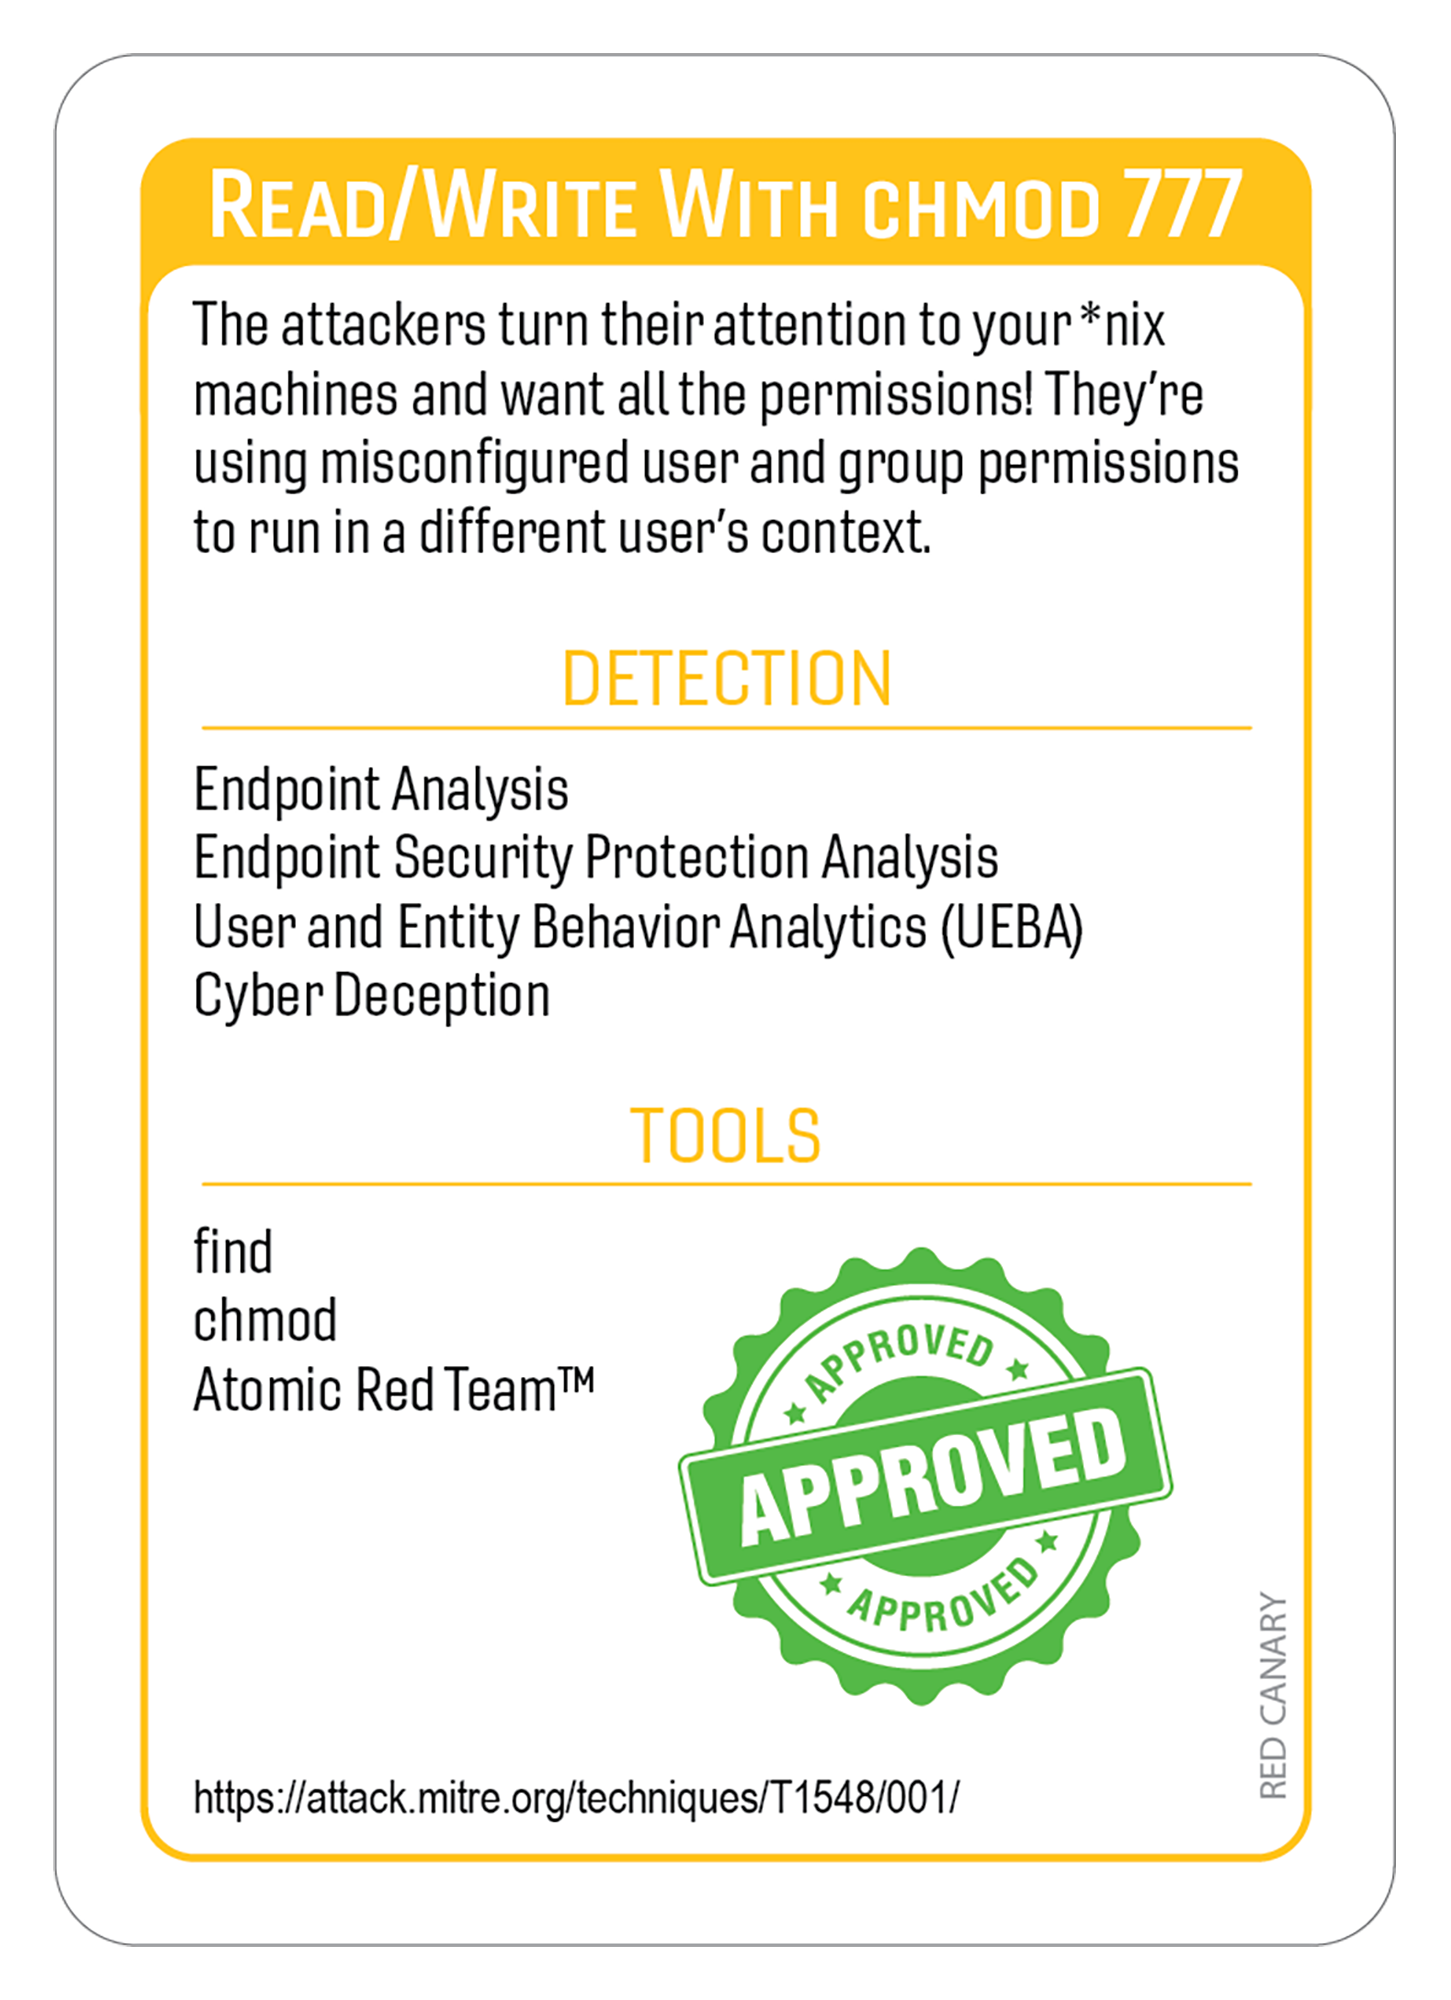 READ/WRITE WITH CHMOD 777
The attackers turn their attention to your *nix
machines and want all the permissions! They’re
using misconfigured user and group permissions
to run in a different user’s context.
DETECTION
Endpoint Analysis
Endpoint Security Protection Analysis
User and Entity Behavior Analytics (UEBA)
Cyber Deception
TOOLS
find
chmod
Atomic Red Team™
APPROVED
APPROVED
APPROVED
RED CANARY
https://attack.mitre.org/techniques/T1548/001/